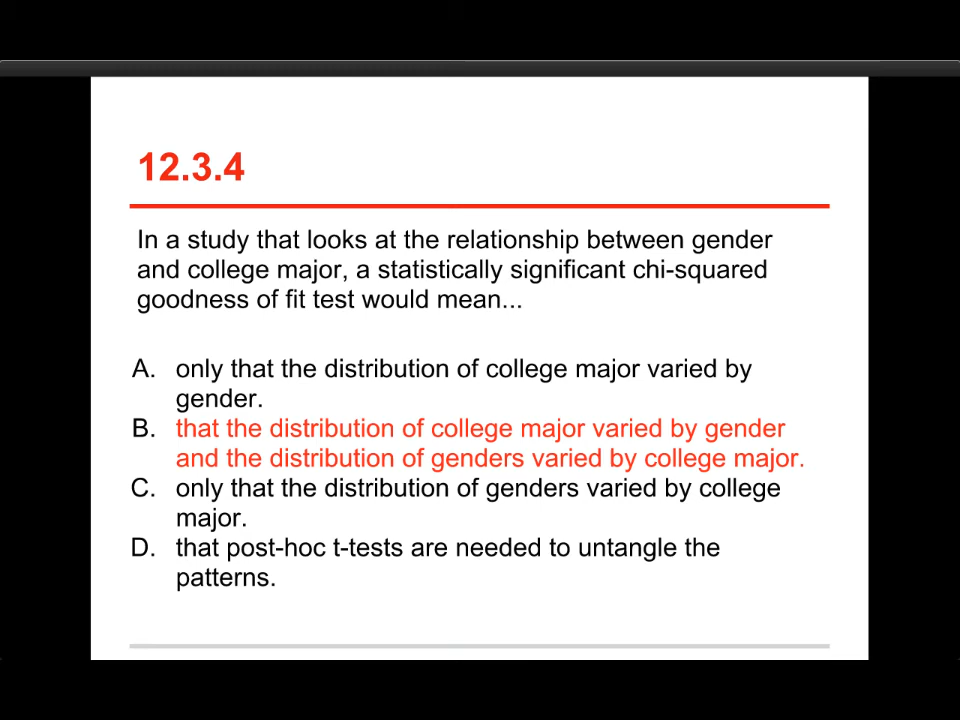 12.3.4
In a study that looks at the relationship between gender
and college major, a statistically significant chi-squared
goodness of fit test would mean...
A. only that the distribution of college major varied by
gender.
B. that the distribution of college major varied by gender
and the distribution of genders varied by college major.
C. only that the distribution of genders varied by college
major.
D. that post-hoc t-tests are needed to untangle the
patterns.